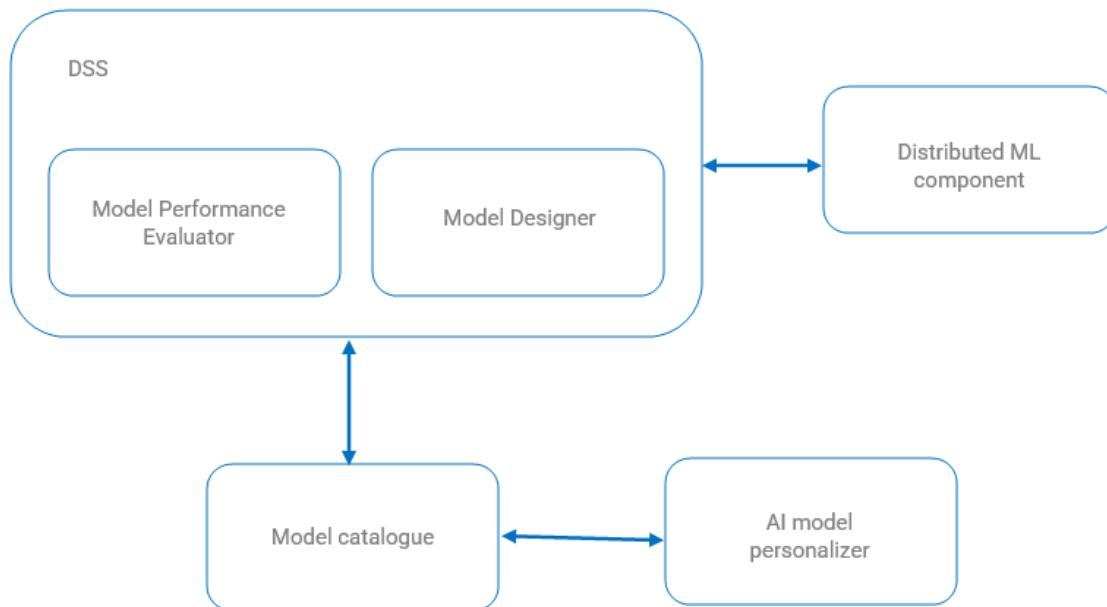 DSS
Distributed ML
component
Model Performance
Evaluator
Model Designer
Model catalogue
AI model
personalizer